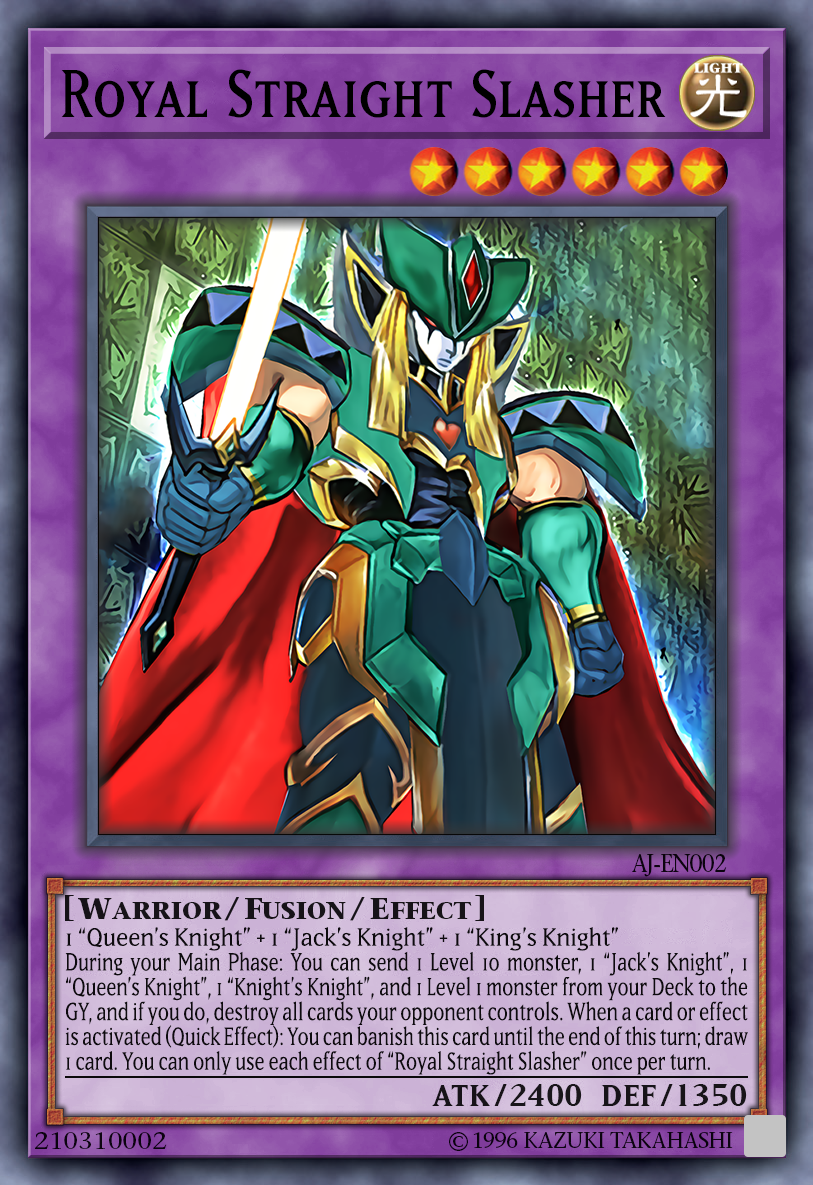 Royal Straight Slasher
LIGHT
光
AJ-EN002
[Warrior/Fusion/Effect]
1 “Queen’s Knight” + 1 “Jack’s Knight” + 1 “King’s Knight”
During your Main Phase: You can send 1 Level 10 monster, 1 “Jack’s Knight”, 1
“Queen’s Knight”, 1 “Knight’s Knight”, and 1 Level 1 monster from your Deck to the
GY, and if you do, destroy all cards your opponent controls. When a card or effect
is activated (Quick Effect): You can banish this card until the end of this turn; draw
1 card. You can only use each effect of “Royal Straight Slasher” once per turn.
ATK/2400 DEF/1350
210310002
© 1996 KAZUKI TAKAHASHI